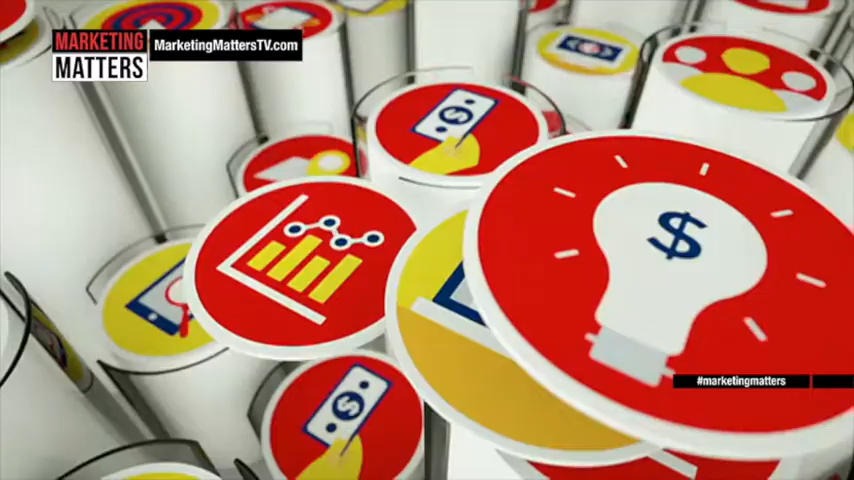 MARKETING
MATTERS
MarketingMattersTV.com
$
$
$
#marketingmatters